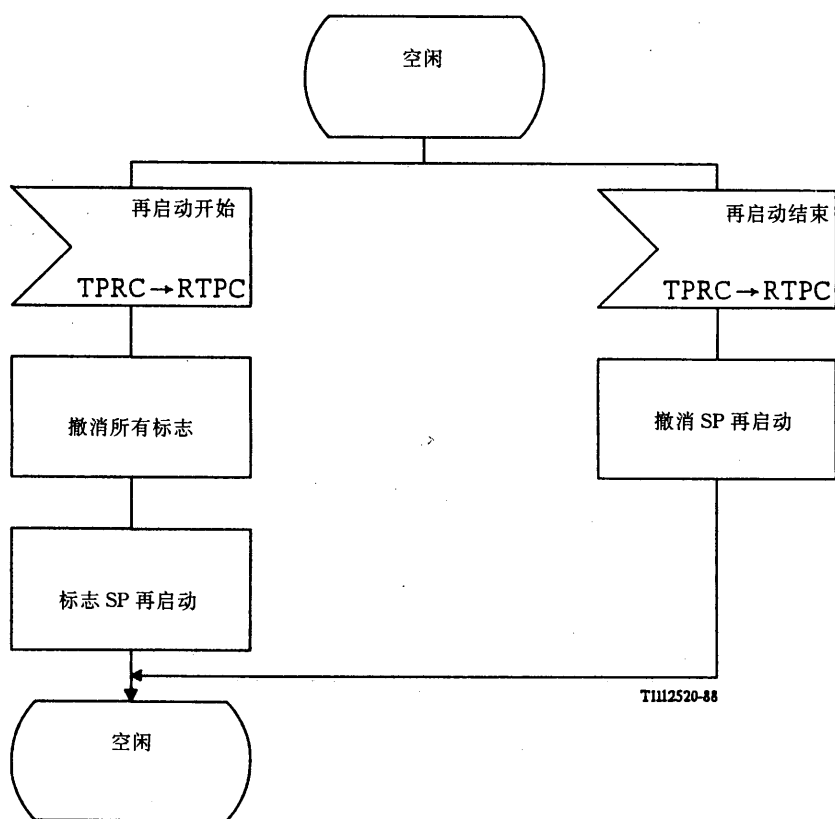 空闲
再启动开始
TPRC→RTPC
再启动结束
TPRC→RTPC
撤消所有标志
撤消 SP 再启动
标志 SP 再启动
T1112520-88
空闲